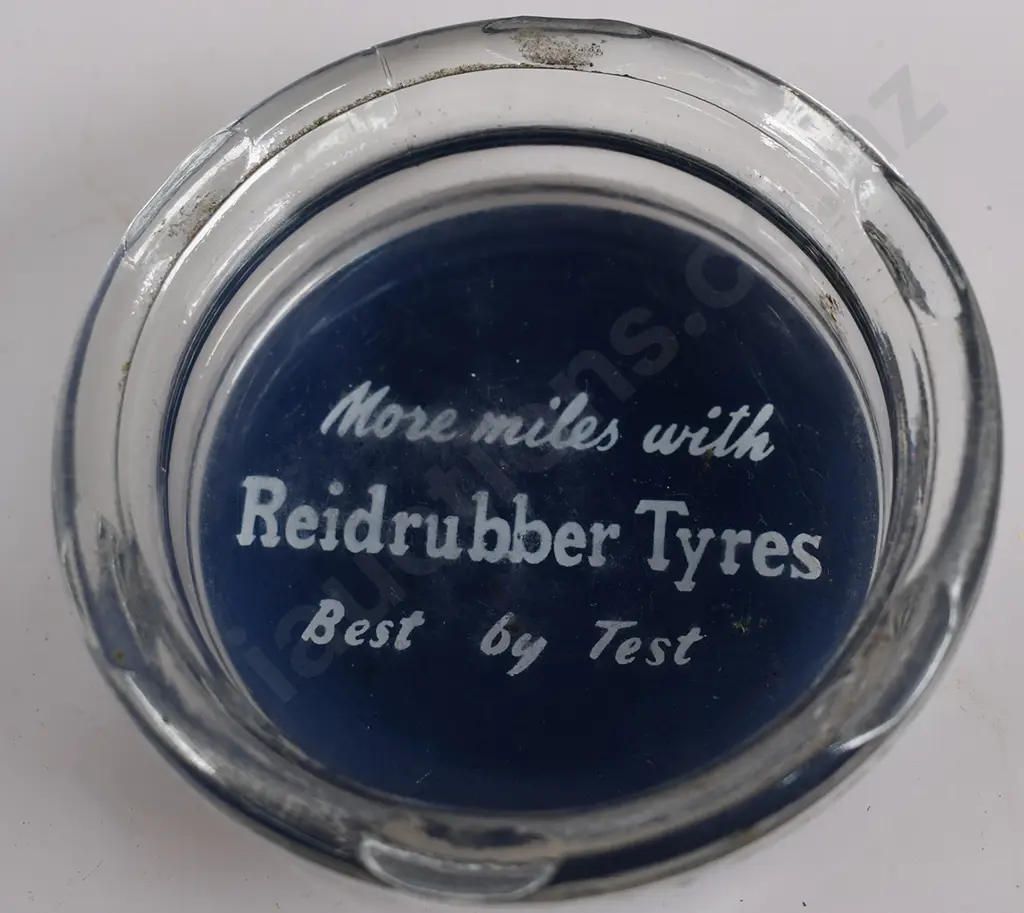 More miles with
Reidrubber Tyres
Best by Test